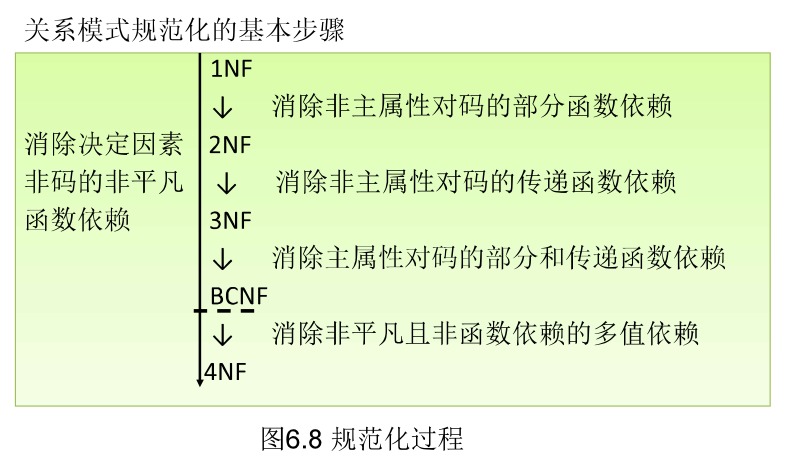 关系模式规范化的基本步骤
1NF
↓ 消除非主属性对码的部分函数依赖
消除决定因素
非码的非平凡
函数依赖
2NF
↓ 消除非主属性对码的传递函数依赖
3NF
↓ 消除主属性对码的部分和传递函数依赖
BCNF
↓ 消除非平凡且非函数依赖的多值依赖
4NF
图6.8 规范化过程